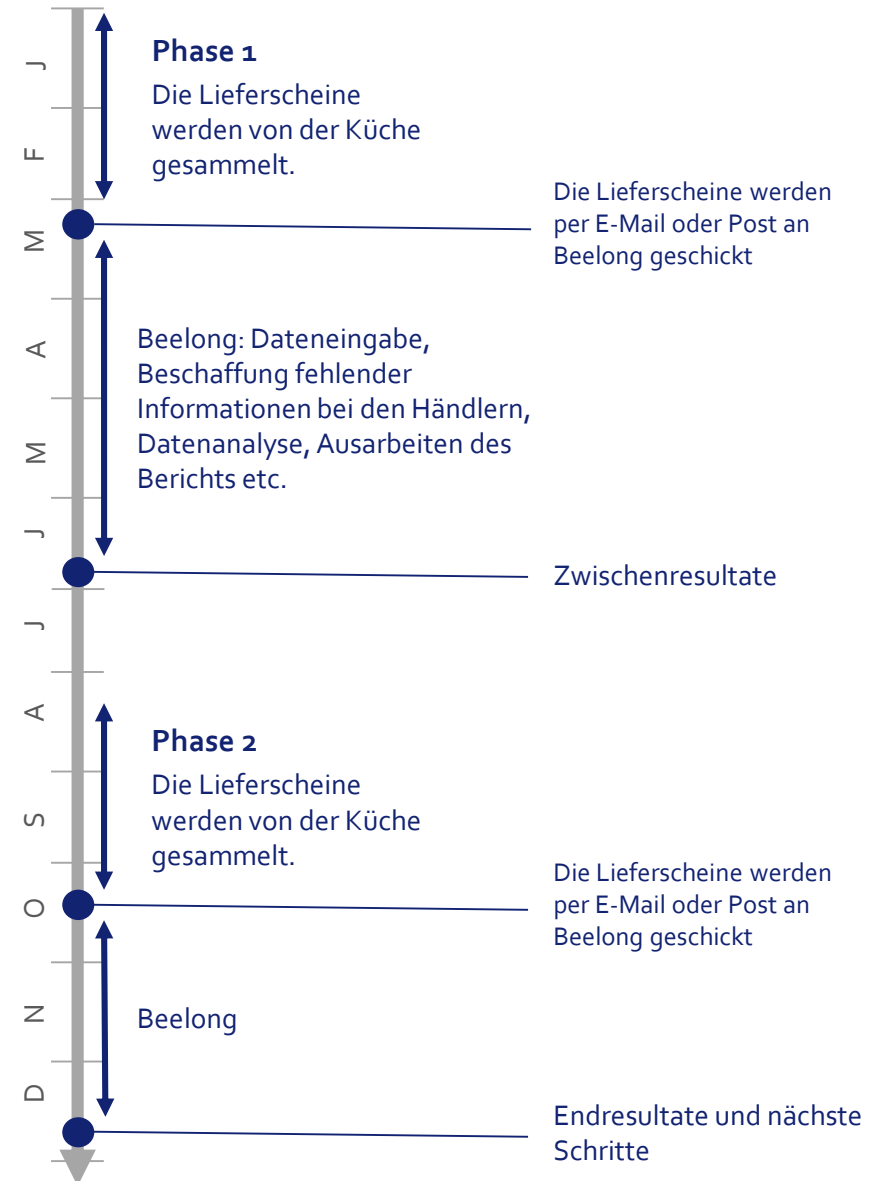 J
Phase 1
Die Lieferscheine
werden von der Küche
gesammelt.
F
Die Lieferscheine werden
per E-Mail oder Post an
Beelong geschickt
M
A
Beelong: Dateneingabe,
Beschaffung fehlender
Informationen bei den Händlern,
Datenanalyse, Ausarbeiten des
Berichts etc.
M
J
Zwischenresultate
J
A
Phase 2
Die Lieferscheine
werden von der Küche
gesammelt.
S
O
Die Lieferscheine werden
per E-Mail oder Post an
Beelong geschickt
N
Beelong
D
Endresultate und nächste
Schritte